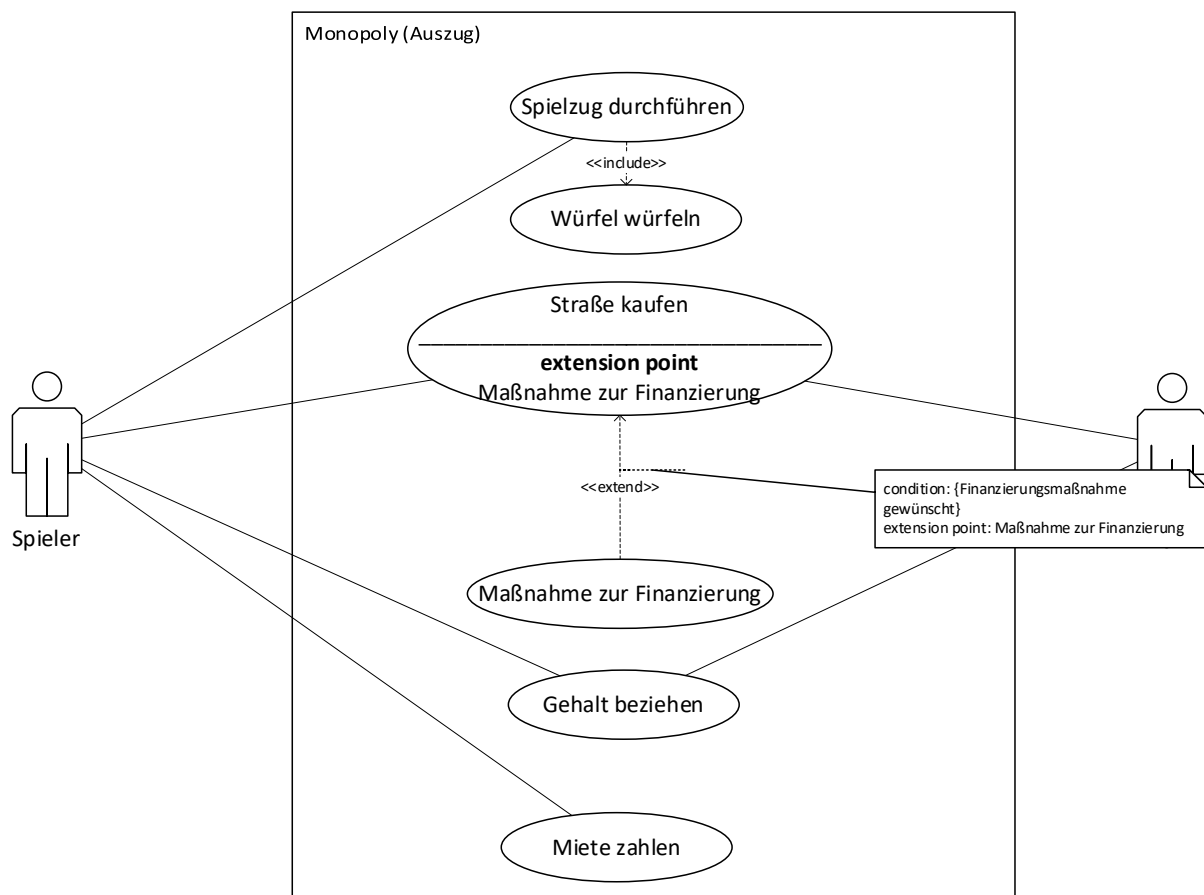 Monopoly (Auszug)
Spielzug durchführen
<<include>>
Würfel würfeln
Straße kaufen
extension point
Maßnahme zur Finanzierung
<<extend>>
condition: {Finanzierungsmaßnahme
gewünscht}
extension point: Maßnahme zur Finanzierung
Spieler
Maßnahme zur Finanzierung
Gehalt beziehen
Miete zahlen